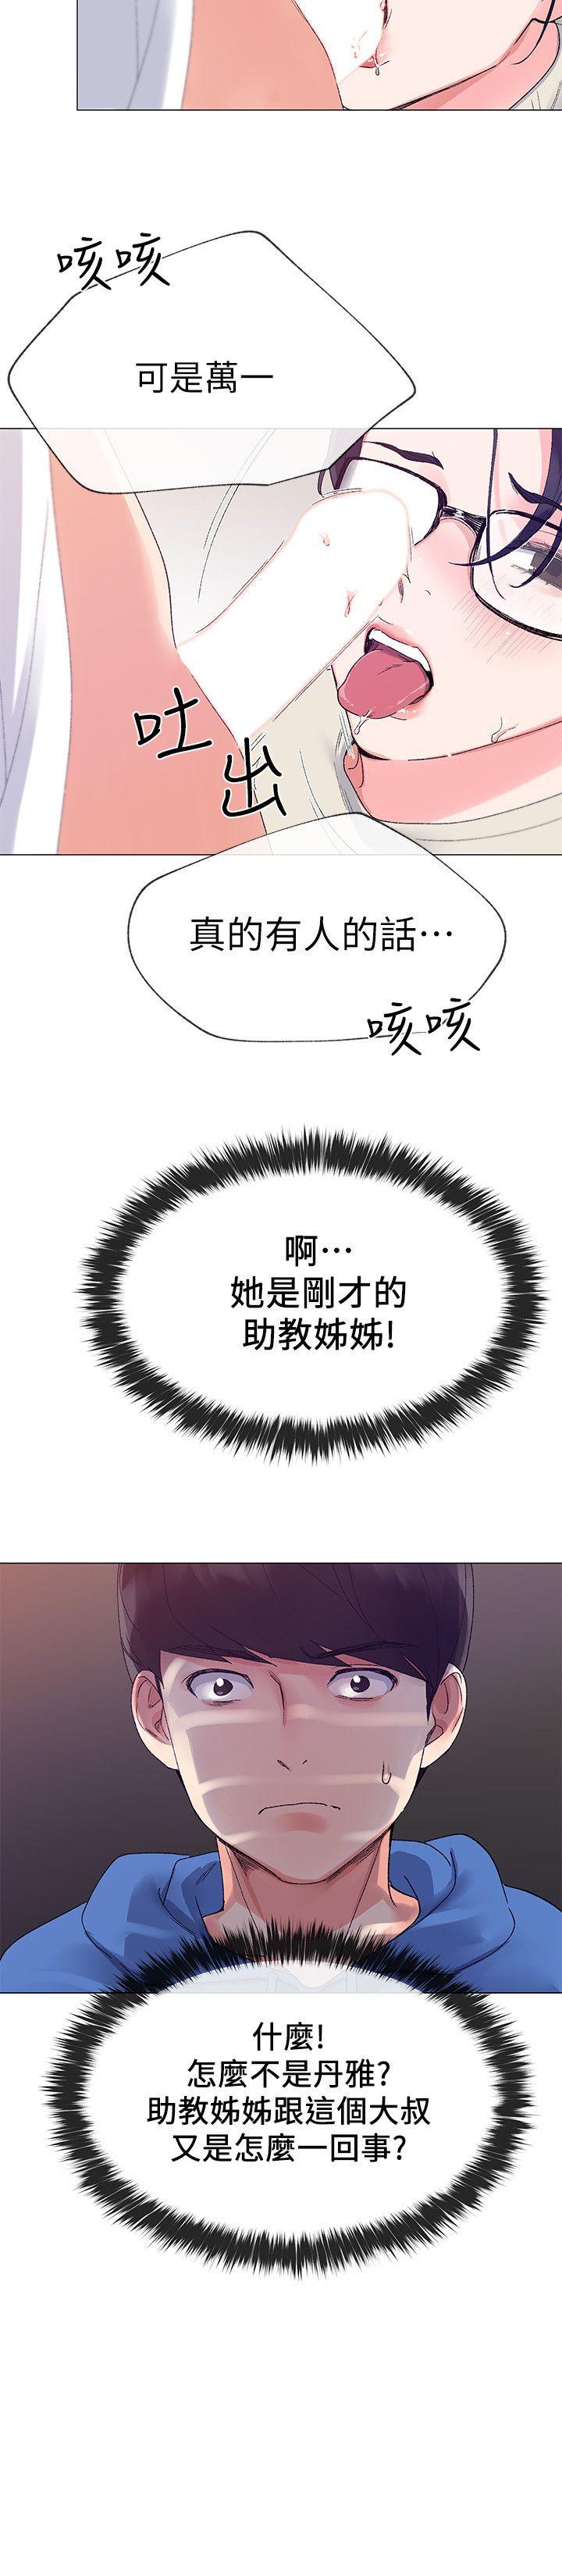 咳咳
可是萬一
吐出
真的有人的話⋯
咳咳
啊⋯
她是剛才的
助教姊姊!
什麼!
怎麼不是丹雅?
助教姊姊跟這個大叔
又是怎麼一回事?